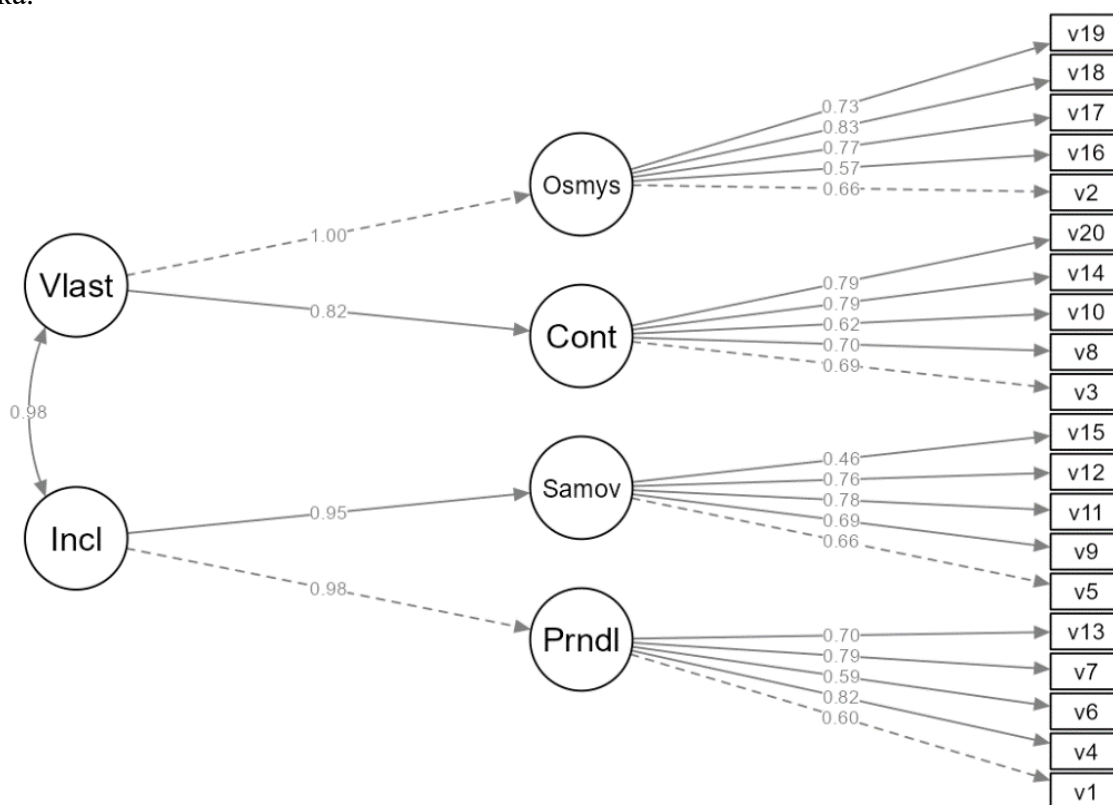 v19
v18
v17
v16
v2
v20
v14
v10
v8
v3
v15
v12
v11
v9
v5
v13
v7
v6
v4
v1
0.73
0.83
0.77
0.57
0.66
0.79
0.79
0.62
0.70
0.69
0.46
0.76
0.78
0.69
0.66
0.70
0.79
0.59
0.82
0.60
Osmys
Cont
Samov
Prndl
1.00
0.82
0.95
0.98
Vlast
0.98
Incl